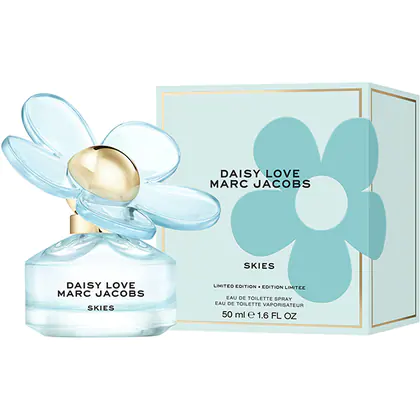 DAISY LOVE
MARC JACOBS
SKIES
DAISY LOVE
MARC JACOBS
SKIES
LIMITED EDITION • EDITION LIMITEE
EAU DE TOILETTE SPRAY
EAU DE TOILETTE VAPORISATEUR
50 ml ℮ 1.6 FL OZ